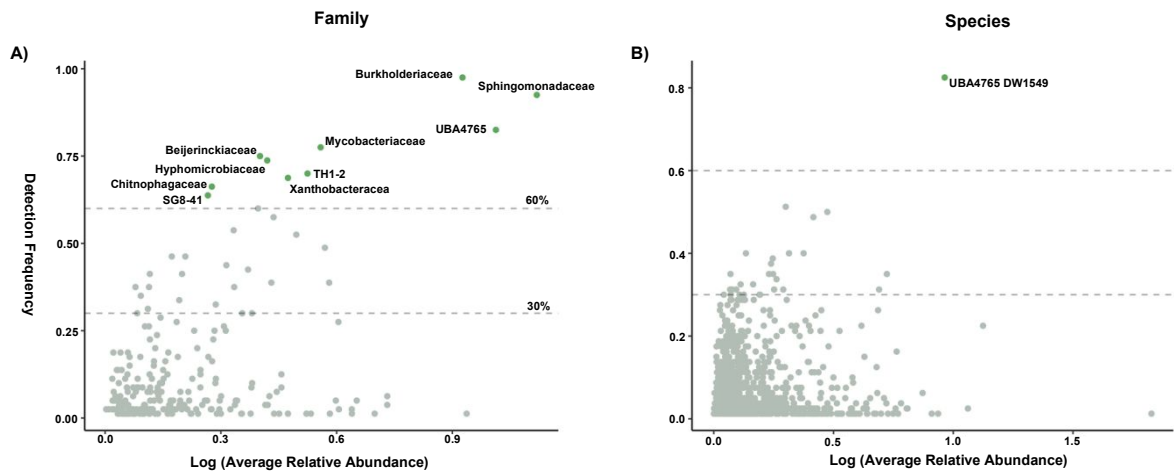 Family
Species
A)
1.00
0.75
0.50
0.25
0.00
Detection Frequency
Burkholderiaceae
Sphingomonadaceae
UBA4765
Mycobacteriaceae
Beijerinckiaceae
Hyphomicrobiaceae
TH1-2
Chitnophagaceae
Xanthobacteracea
SG8-41
60%
30%
0.0
0.3
0.6
0.9
Log (Average Relative Abundance)
B)
0.8
0.6
0.4
0.2
0.0
UBA4765 DW1549
0.0
0.5
1.0
1.5
Log (Average Relative Abundance)